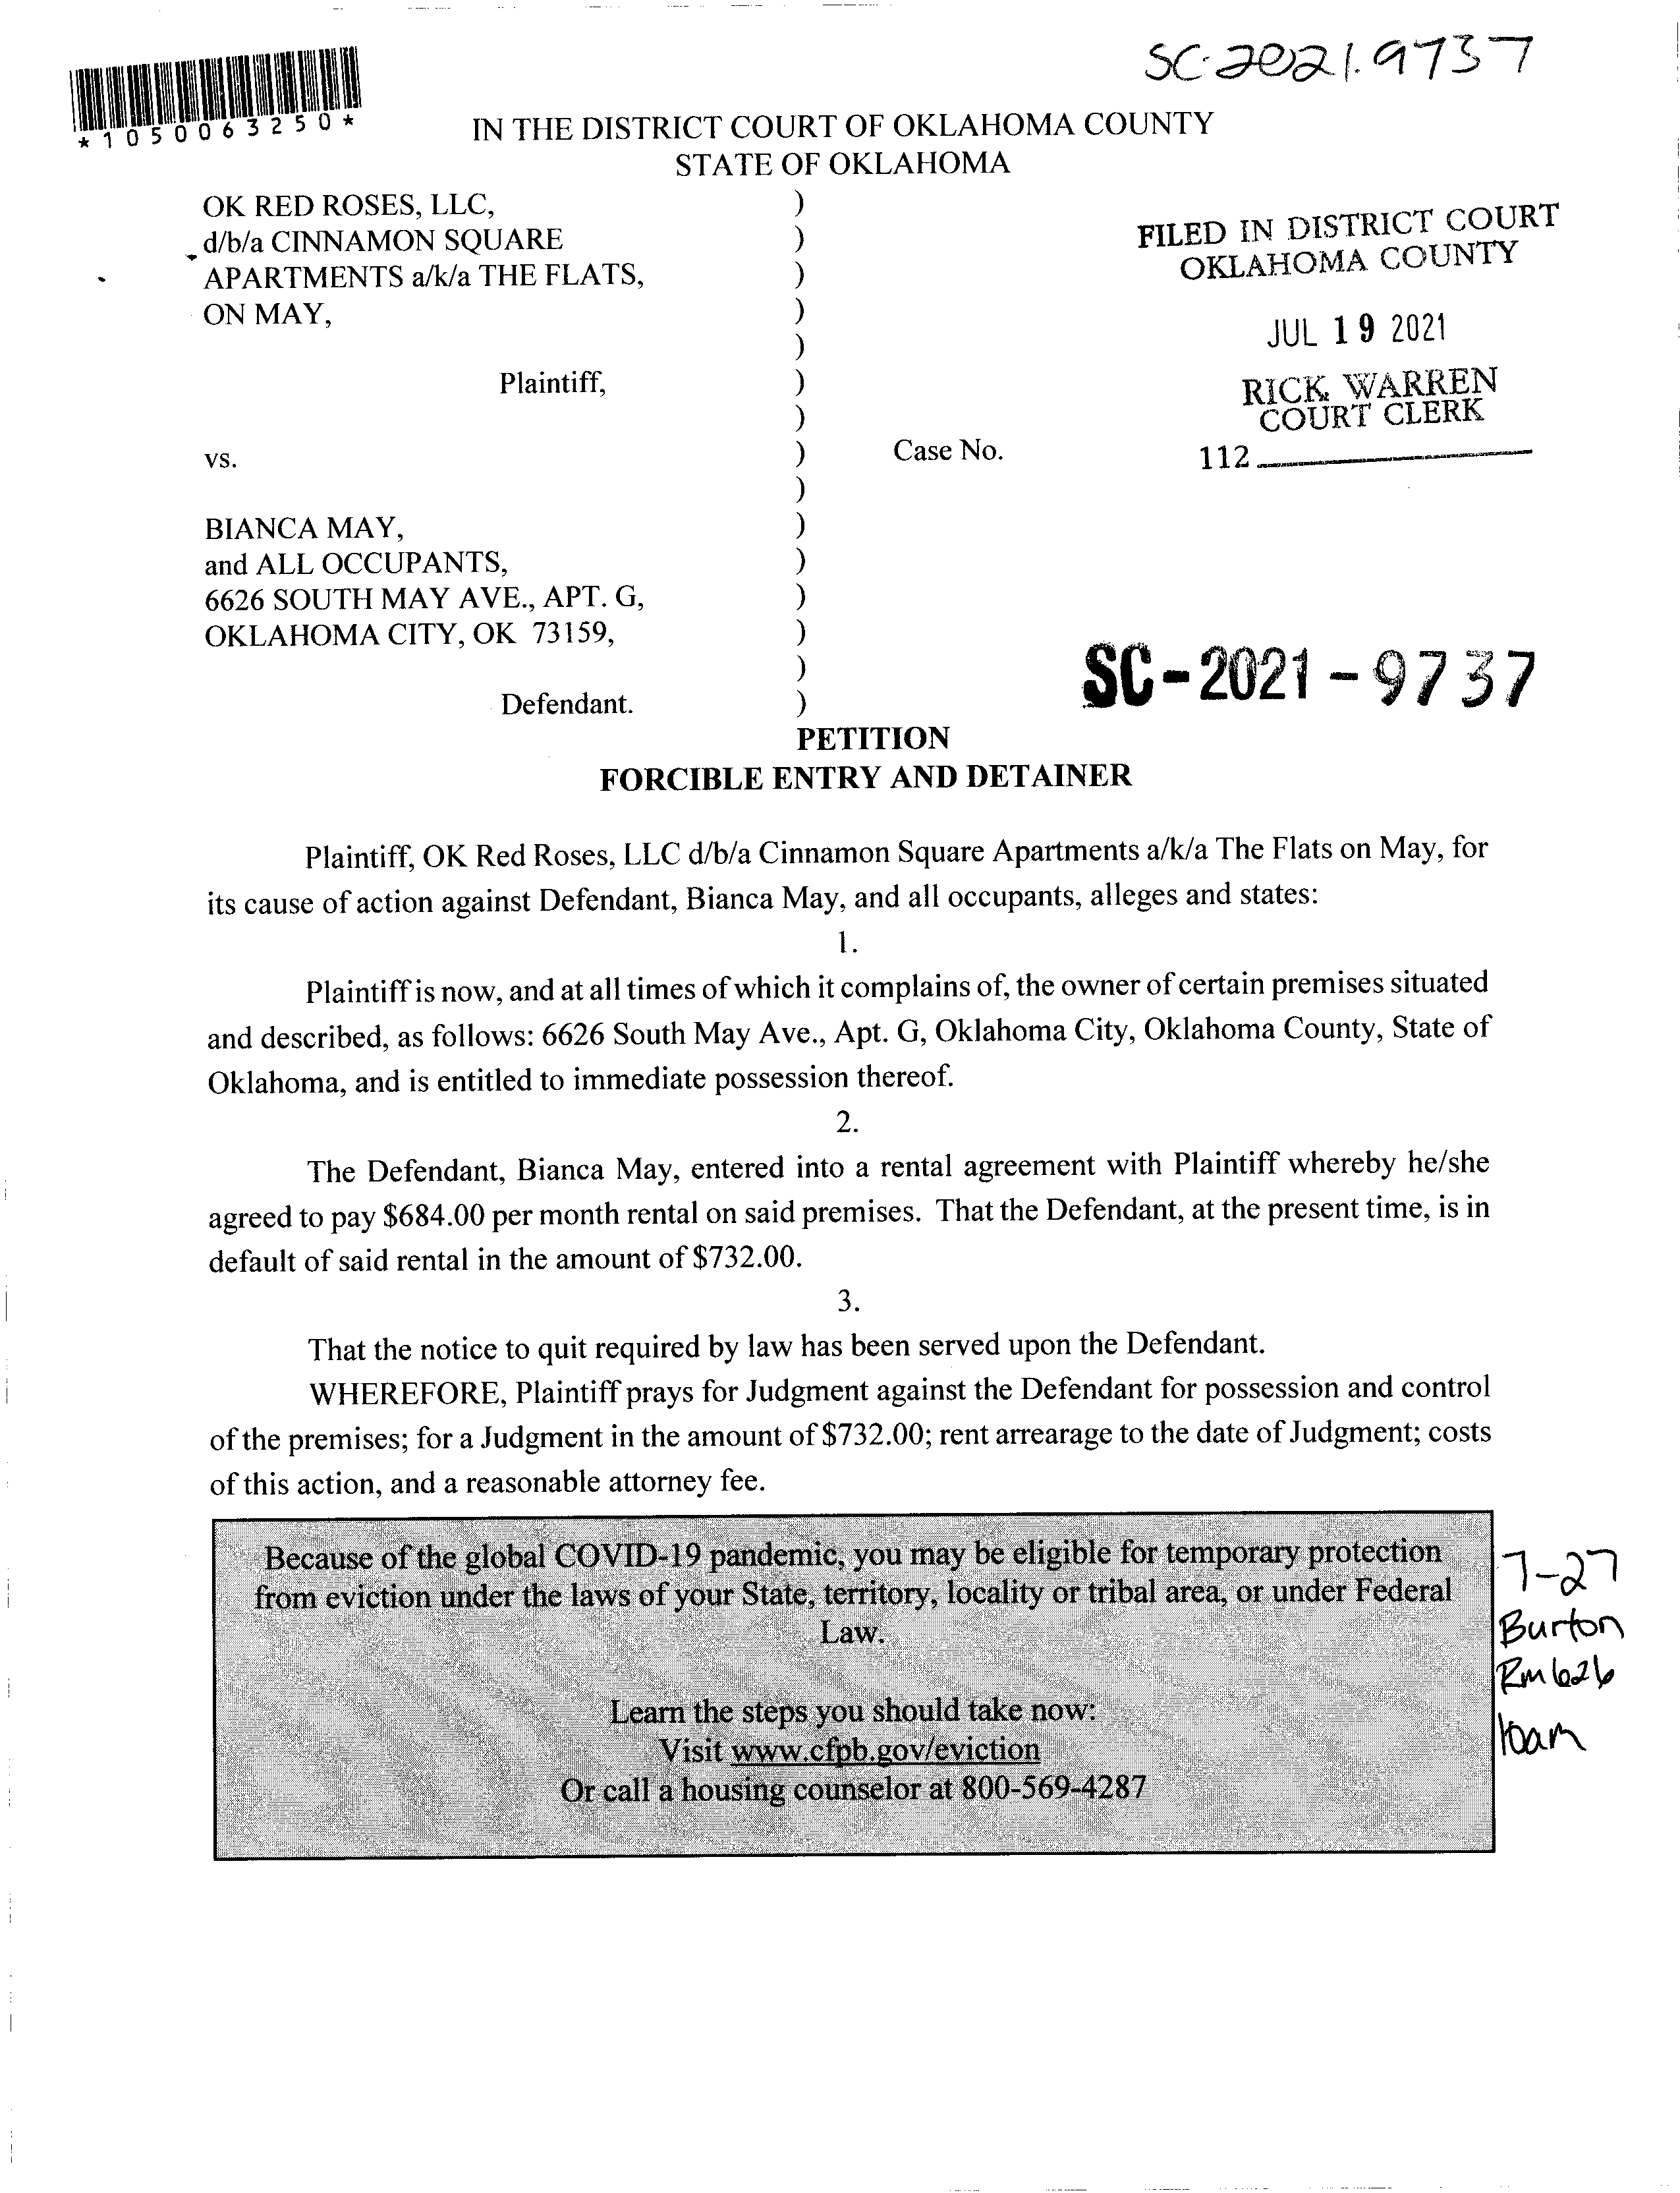 SC-2021-9737
*1050063250*
IN THE DISTRICT COURT OF OKLAHOMA COUNTY
STATE OF OKLAHOMA
OK RED ROSES, LLC, )
d/b/a CINNAMON SQUARE )
APARTMENTS a/k/a THE FLATS, )
ON MAY, )
)
Plaintiff, )
)
vs. ) Case No.
)
BIANCA MAY, )
and ALL OCCUPANTS, )
6626 SOUTH MAY AVE., APT. G, )
OKLAHOMA CITY, OK 73159, )
)
Defendant. )
FILED IN DISTRICT COURT
OKLAHOMA COUNTY
JUL 19 2021
RICK WARREN
COURT CLERK
112
SC-2021-9737
PETITION
FORCIBLE ENTRY AND DETAINER
Plaintiff, OK Red Roses, LLC d/b/a Cinnamon Square Apartments a/k/a The Flats on May, for
its cause of action against Defendant, Bianca May, and all occupants, alleges and states:
1.
Plaintiff is now, and at all times of which it complains of, the owner of certain premises situated
and described, as follows: 6626 South May Ave., Apt. G, Oklahoma City, Oklahoma County, State of
Oklahoma, and is entitled to immediate possession thereof.
2.
The Defendant, Bianca May, entered into a rental agreement with Plaintiff whereby he/she
agreed to pay $684.00 per month rental on said premises. That the Defendant, at the present time, is in
default of said rental in the amount of $732.00.
3.
That the notice to quit required by law has been served upon the Defendant.
WHEREFORE, Plaintiff prays for Judgment against the Defendant for possession and control
of the premises; for a Judgment in the amount of $732.00; rent arrearage to the date of Judgment; costs
of this action, and a reasonable attorney fee.
Because of the global COVID-19 pandemic, you may be eligible for temporary protection
from eviction under the laws of your State, territory, locality or tribal area, or under Federal
Law.
Learn the steps you should take now:
Visit www.cfpb.gov/eviction
Or call a housing counselor at 800-569-4287
7-27
Burton
Rm 626
10am